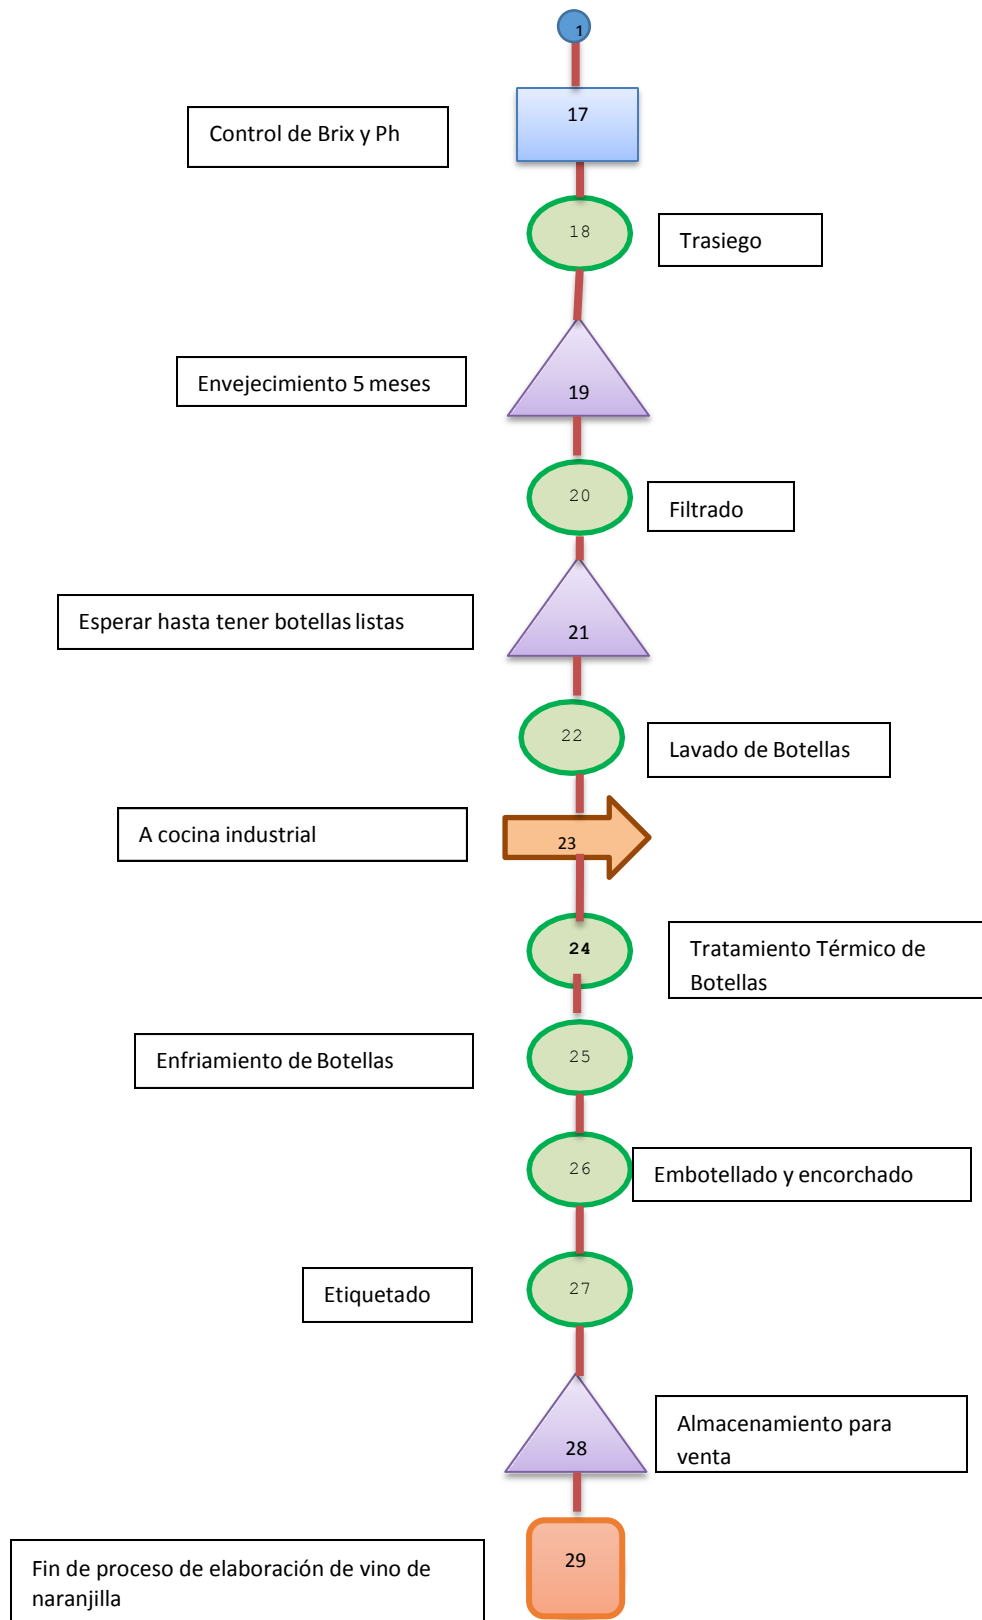 1
17
Control de Brix y Ph
18
Trasiego
Envejecimiento 5 meses
19
20
Filtrado
Esperar hasta tener botellas listas
21
22
Lavado de Botellas
A cocina industrial
23
24
Tratamiento Térmico de
Botellas
Enfriamiento de Botellas
25
26
Embotellado y encorchado
Etiquetado
27
Almacenamiento para
venta
28
29
Fin de proceso de elaboración de vino de
naranjilla